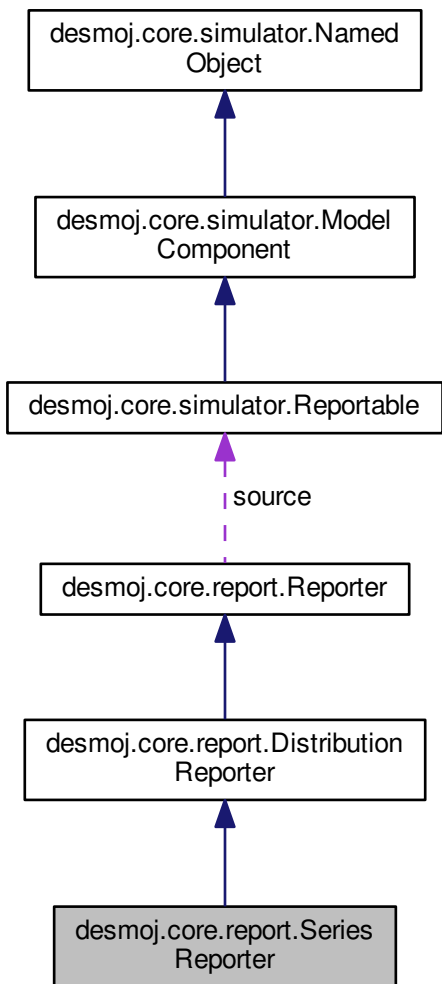 desmoj.core.simulator.Named
Object
desmoj.core.simulator.Model
Component
desmoj.core.simulator.Reportable
source
desmoj.core.report.Reporter
desmoj.core.report.Distribution
Reporter
desmoj.core.report.Series
Reporter